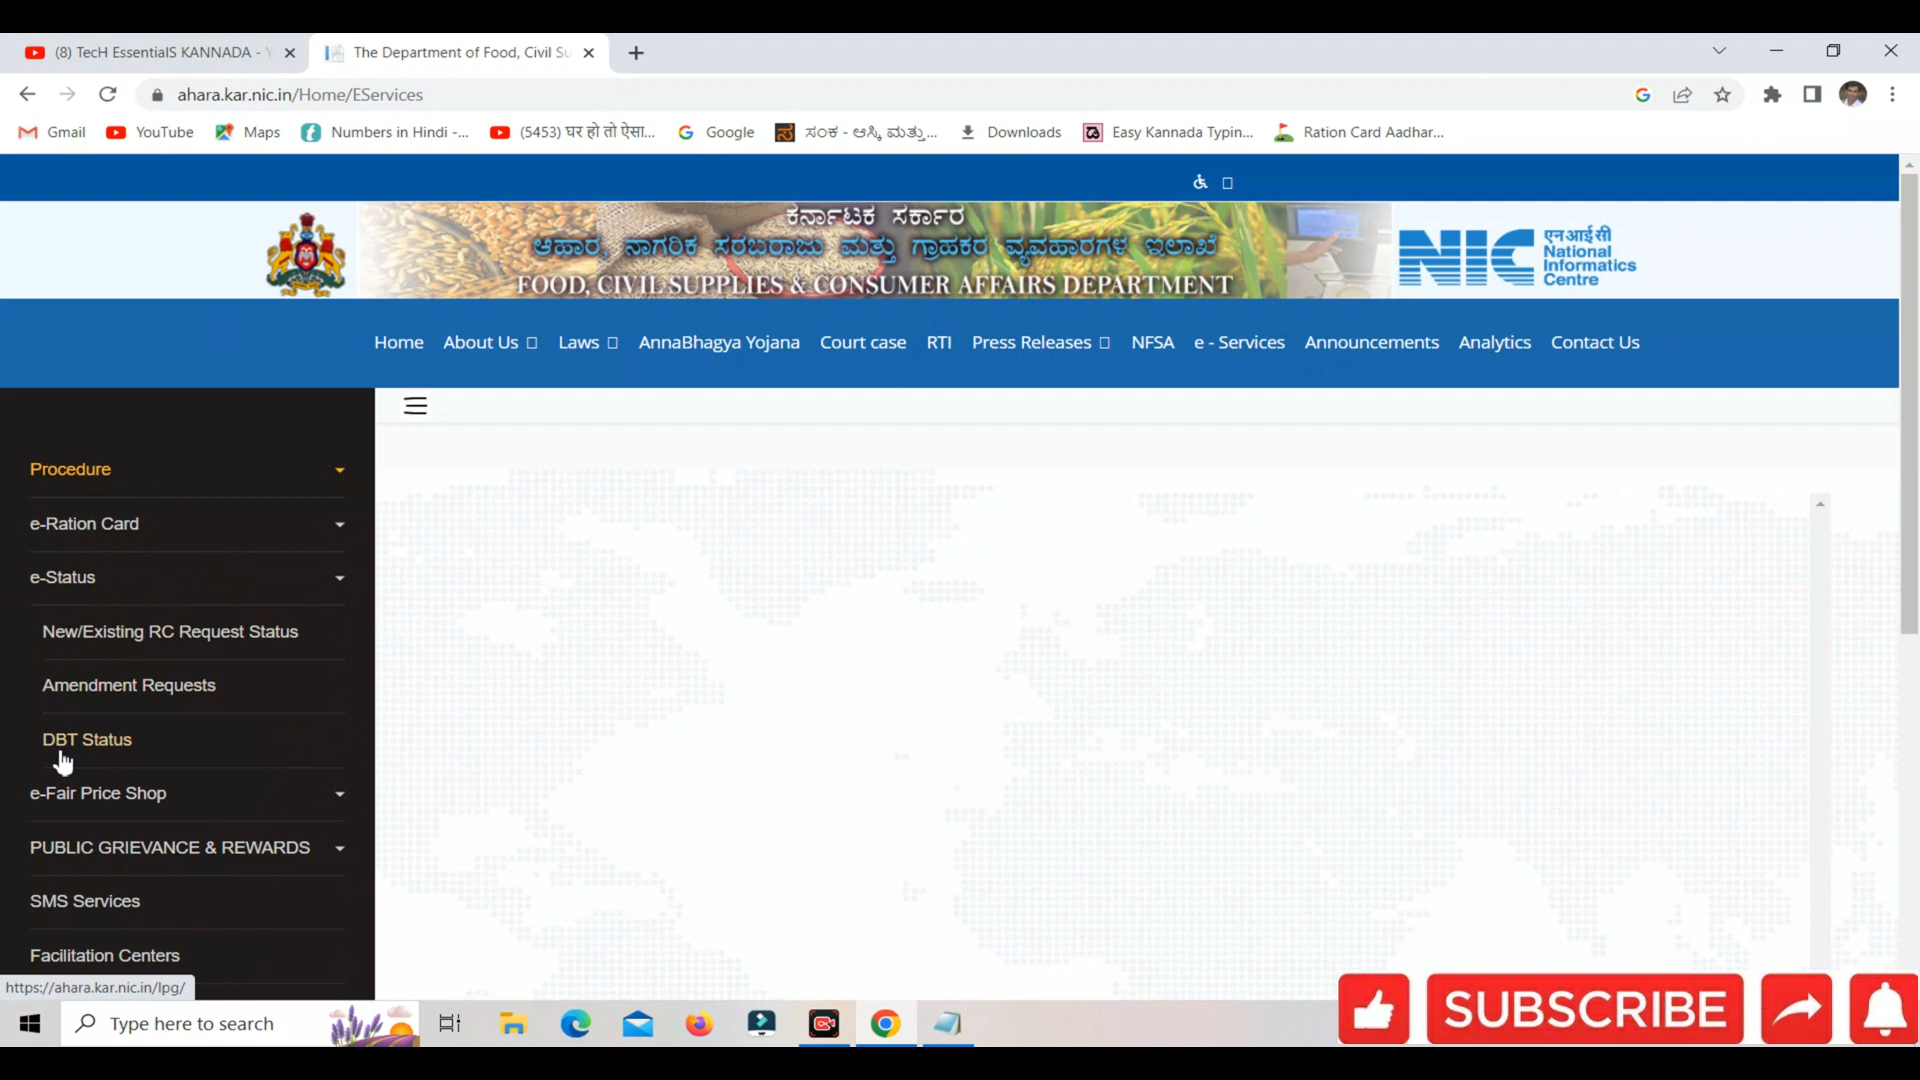 (8) TecH EssentialS KANNADA - Y
The Department of Food, Civil Su
ahara.kar.nic.in/Home/EServices
Gmail
YouTube
Maps
Numbers in Hindi -...
(5453) घर हो तो ऐसा...
Google
ಸಂಕ - ಆಸ್ಕಿ ಮತ್ತು...
Downloads
Easy Kannada Typin...
Ration Card Aadhar...
ಕರ್ನಾಟಕ ಸರ್ಕಾರ
ಆಹಾರ, ನಾಗರಿಕ ಸರಬರಾಜು ಮತ್ತು ಗ್ರಾಹಕರ ವ್ಯವಹಾರಗಳ ಇಲಾಖೆ
FOOD, CIVIL SUPPLIES & CONSUMER AFFAIRS DEPARTMENT
NIC
एन आई सी
National
Informatics
Centre
Home About Us Laws AnnaBhagya Yojana Court case RTI Press Releases NFSA e - Services Announcements Analytics Contact Us
Procedure
e-Ration Card
e-Status
New/Existing RC Request Status
Amendment Requests
DBT Status
e-Fair Price Shop
PUBLIC GRIEVANCE & REWARDS
SMS Services
Facilitation Centers
https://ahara.kar.nic.in/lpg/
Type here to search
SUBSCRIBE